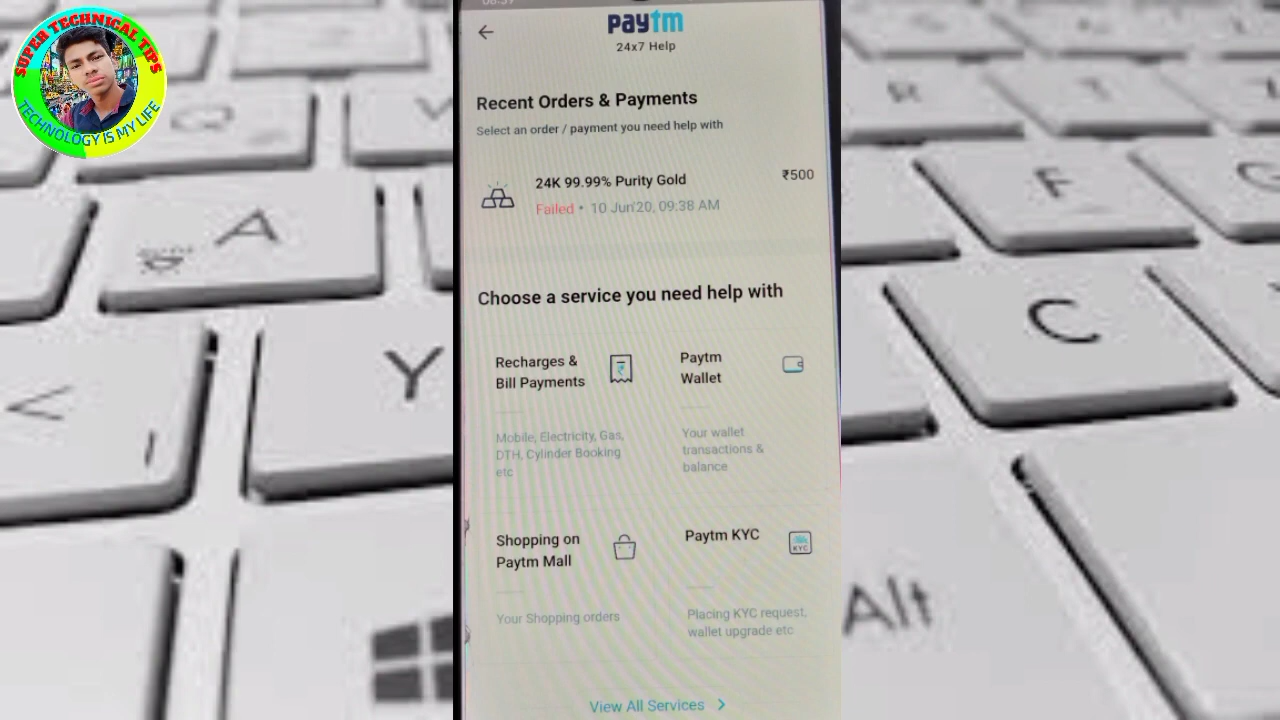 SUPER TECHNICAL TIPS
TECHNOLOGY IS MY LIFE
paytm
24x7 Help
Recent Orders & Payments
Select an order / payment you need help with
24K 99.99% Purity Gold
₹500
Failed • 10 Jun'20, 09:38 AM
Choose a service you need help with
Recharges &
Bill Payments
Mobile, Electricity, Gas,
DTH, Cylinder Booking
etc
Paytm
Wallet
Your wallet
transactions &
balance
Shopping on
Paytm Mall
Your Shopping orders
Paytm KYC
KYC
Placing KYC request,
wallet upgrade etc
View All Services
Q
R
A
F
Y
C
<
Alt